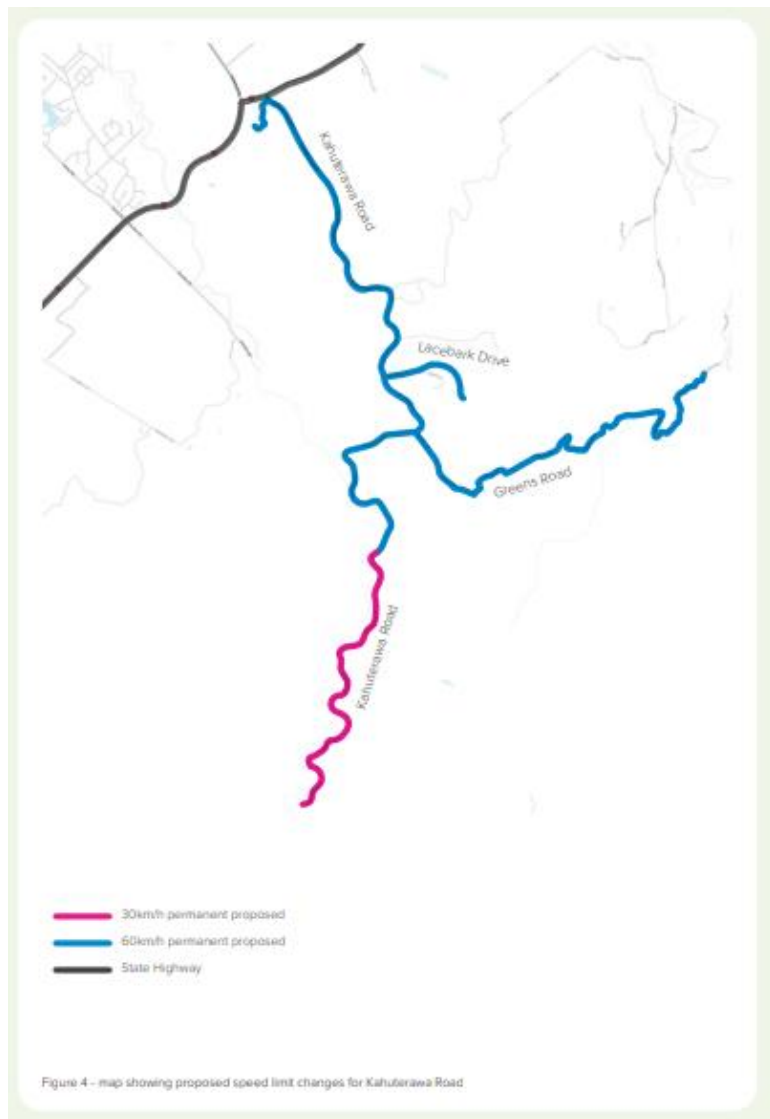 Kahuterawa Road
Lacebark Drive
Greens Road
Kahuterawa Road
30km/h permanent proposed
60km/h permanent proposed
State Highway
Figure 4 - map showing proposed speed limit changes for Kahuterawa Road